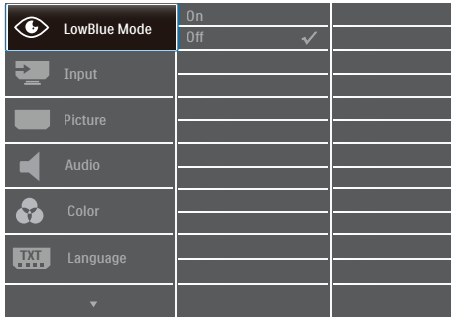 LowBlue Mode
On
Off
Input
Picture
Audio
Color
TXT
Language